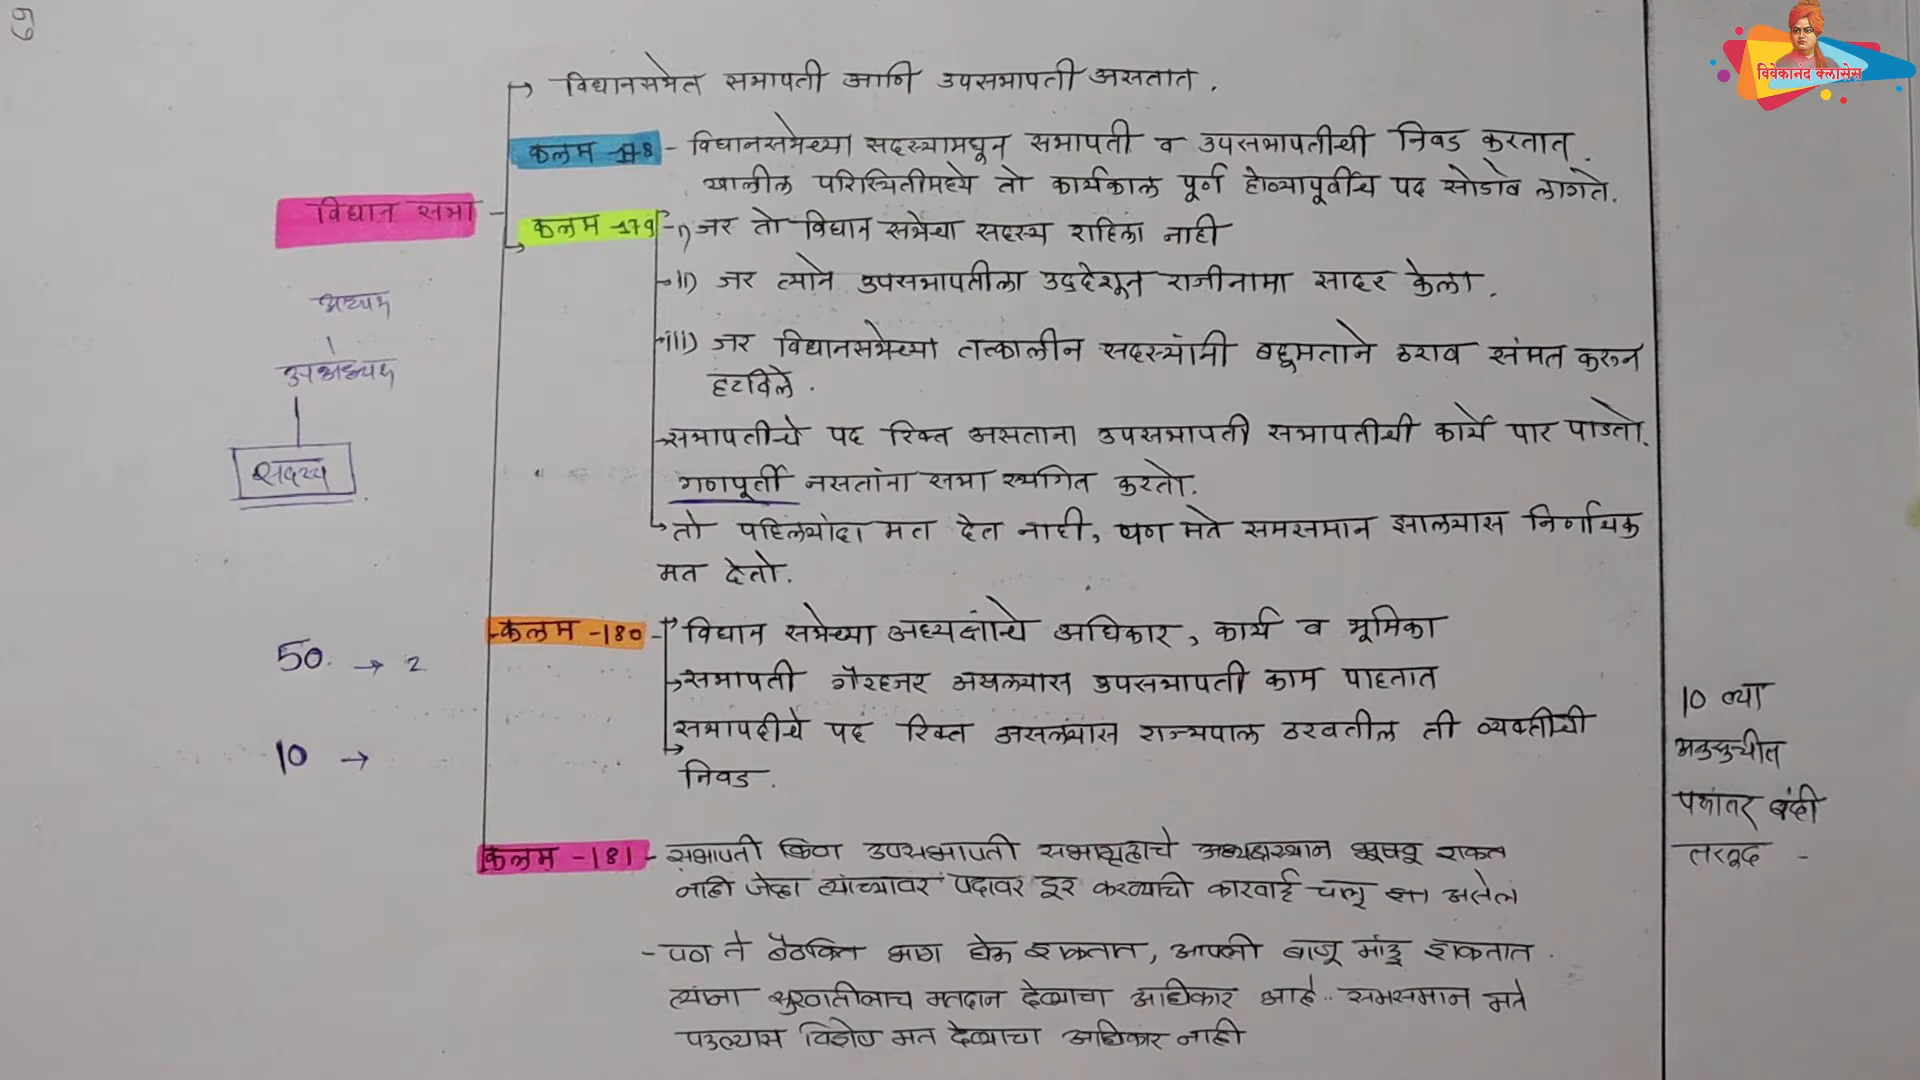 ७
विवेकानंद क्लासेस
विधानसभेत सभापती आणि उपसभापती असतात.
कलम -178 - विधानसभेच्या सदस्यामधून सभापती व उपसभापतीची निवड करतात.
खालील परिस्थितीमध्ये तो कार्यकाल पूर्ण होण्यापूर्वीच पद सोडावे लागते.
विधान सभा
कलम -179 - i) जर तो विधान सभेचा सदस्य राहिला नाही
ii) जर त्याने उपसभापतीला उद्देशून राजीनामा सादर केला.
अध्यक्ष
iii) जर विधानसभेच्या तत्कालीन सदस्यांनी बहुमताने ठराव संमत करून
हटविले.
उपअध्यक्ष
सभापतीचे पद रिक्त असताना उपसभापती सभापतीची कार्ये पार पाडतो.
सदस्य
गणपूर्ती नसतांना सभा स्थगित करतो.
तो पहिल्यांदा मत देत नाही, पण मते समसमान झाल्यास निर्णायक
मत देतो.
कलम -180 - विधान सभेच्या अध्यक्षांचे अधिकार, कार्य व भूमिका
50 → 2
सभापती गैरहजर असल्यास उपसभापती काम पाहतात
सभापदीचे पद रिक्त असल्यास राज्यपाल ठरवतील ती व्यक्तीची
निवड.
10 →
10 व्या
अनुसुचीत
पक्षांतर बंदी
तरतूद -
कलम -181 - सभापती किंवा उपसभापती सभागृहाचे अध्यक्षस्थान भूषवू शकत
नाही जेव्हा त्यांच्यावर पदावर दूर करण्याची कारवाई चालू असेल
- पण ते बैठकित भाग घेऊ शकतात, आपली बाजू मांडू शकतात.
त्यांना सुरुवातीलाच मतदान देण्याचा अधिकार आहे.. समसमान मते
पडल्यास विशेष मत देण्याचा अधिकार नाही